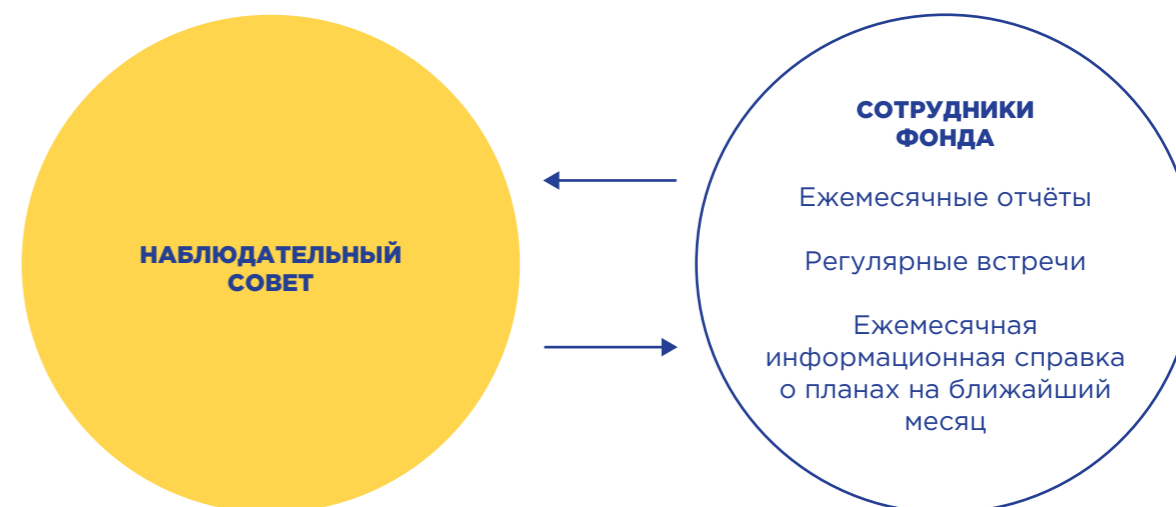 НАБЛЮДАТЕЛЬНЫЙ
СОВЕТ
СОТРУДНИКИ
ФОНДА
Ежемесячные отчёты
Регулярные встречи
Ежемесячная
информационная справка
о планах на ближайший
месяц